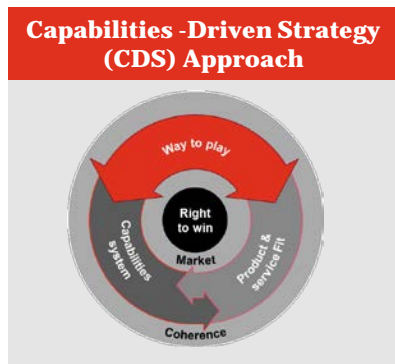 Capabilities -Driven Strategy
(CDS) Approach
Way to play
Right
to win
Capabilities
system
Product &
service Fit
Market
Coherence